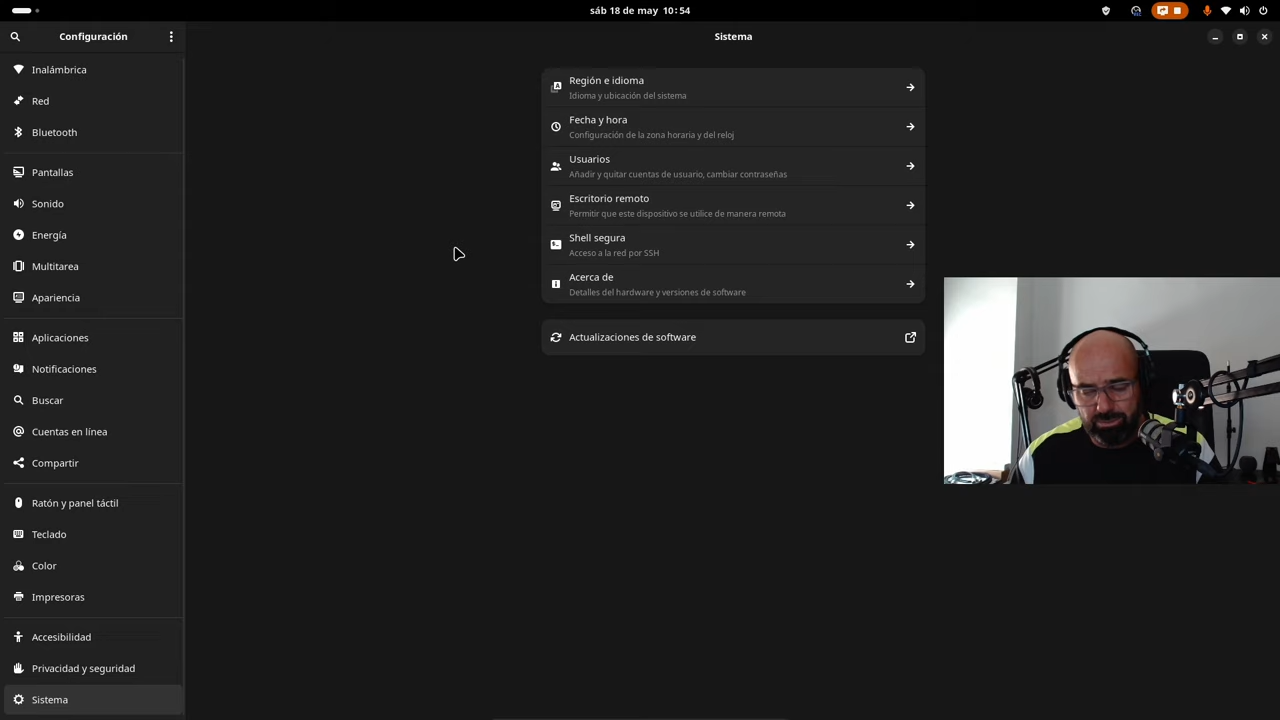 sáb 18 de may 10:54
Configuración
Sistema
Inalámbrica
Red
Bluetooth
Pantallas
Sonido
Energía
Multitarea
Apariencia
Aplicaciones
Notificaciones
Buscar
Cuentas en línea
Compartir
Ratón y panel táctil
Teclado
Color
Impresoras
Accesibilidad
Privacidad y seguridad
Sistema
Región e idioma
Idioma y ubicación del sistema
Fecha y hora
Configuración de la zona horaria y del reloj
Usuarios
Añadir y quitar cuentas de usuario, cambiar contraseñas
Escritorio remoto
Permitir que este dispositivo se utilice de manera remota
Shell segura
Acceso a la red por SSH
Acerca de
Detalles del hardware y versiones de software
Actualizaciones de software